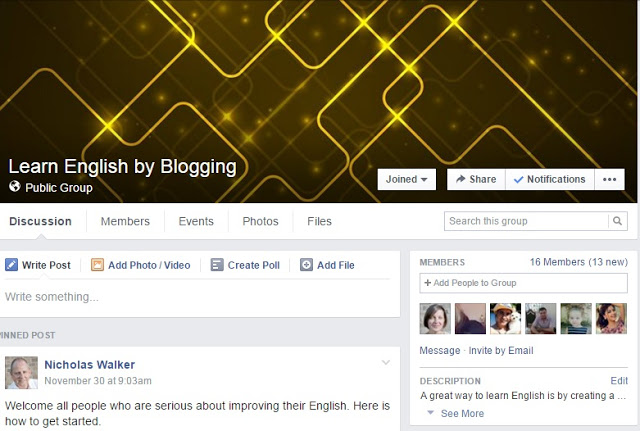 Learn English by Blogging
Public Group
Joined
Share
Notifications
Discussion
Members
Events
Photos
Files
Search this group
Write Post
Add Photo / Video
Create Poll
Add File
Write something...
PINNED POST
Nicholas Walker
November 30 at 9:03am
Welcome all people who are serious about improving their English. Here is
how to get started.
MEMBERS
16 Members (13 new)
+ Add People to Group
Message · Invite by Email
DESCRIPTION
Edit
A great way to learn English is by creating a ...
See More